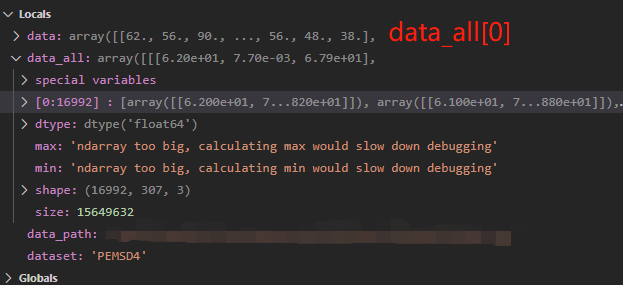 Locals
data: array([[62., 56., 90., ..., 56., 48., 38.], data_all[0]
data_all: array([[[6.20e+01, 7.70e-03, 6.79e+01],
special variables
[0:16992] : [array([[6.200e+01, 7...820e+01]]), array([[6.100e+01, 7...880e+01]]),…
dtype: dtype('float64')
max: 'ndarray too big, calculating max would slow down debugging'
min: 'ndarray too big, calculating min would slow down debugging'
shape: (16992, 307, 3)
size: 15649632
data_path:
dataset: 'PEMSD4'
Globals